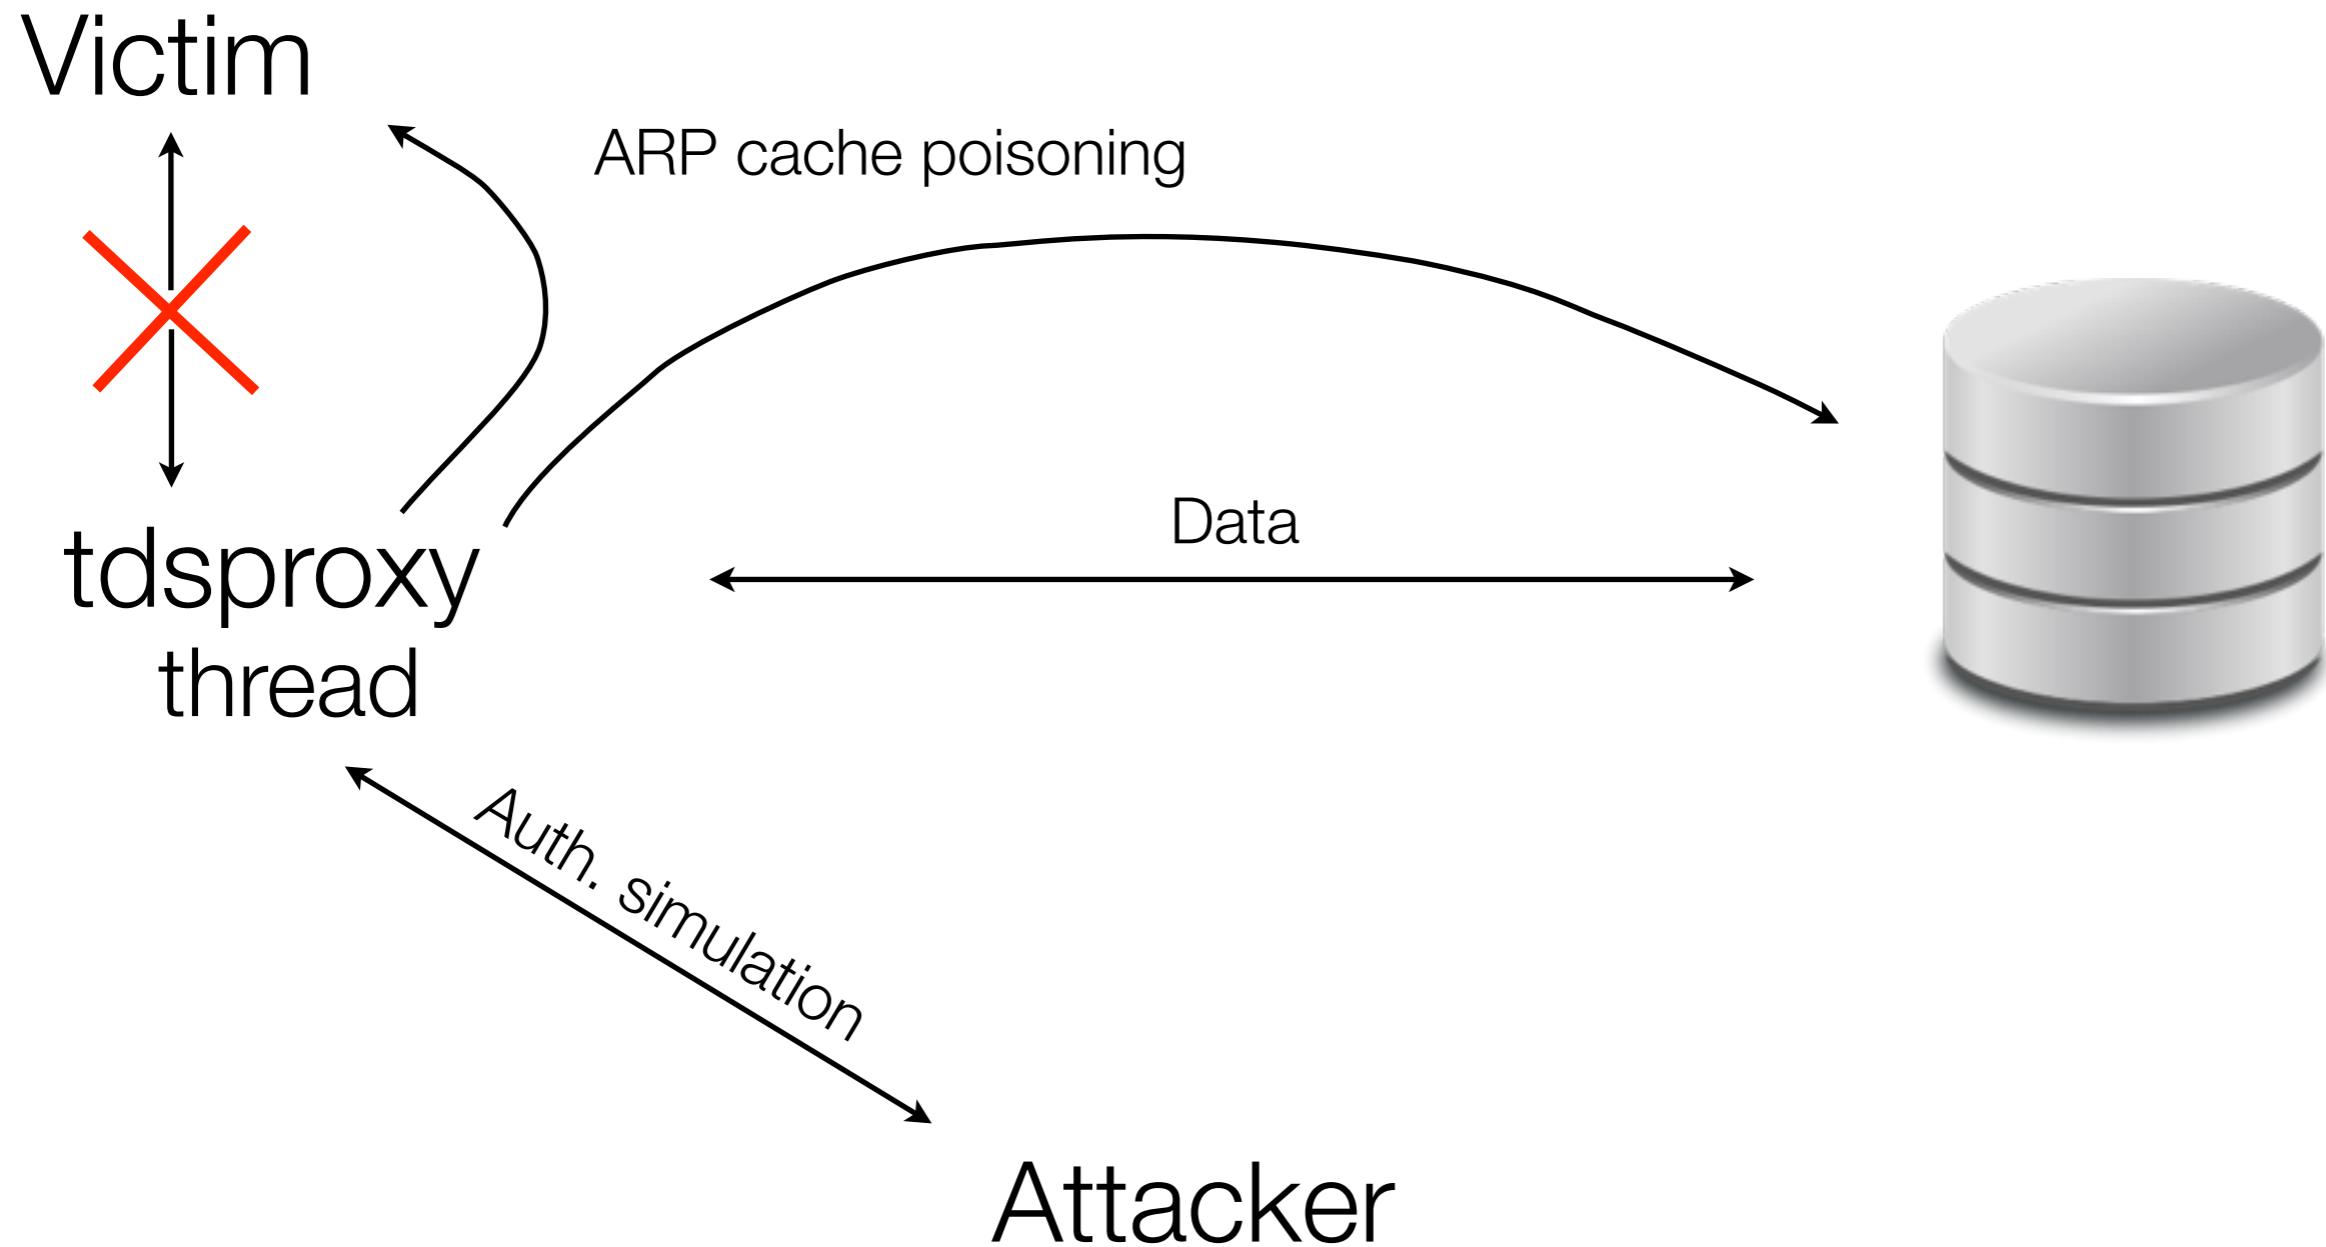 Victim
ARP cache poisoning
Data
tdsproxy
thread
Auth. simulation
Attacker